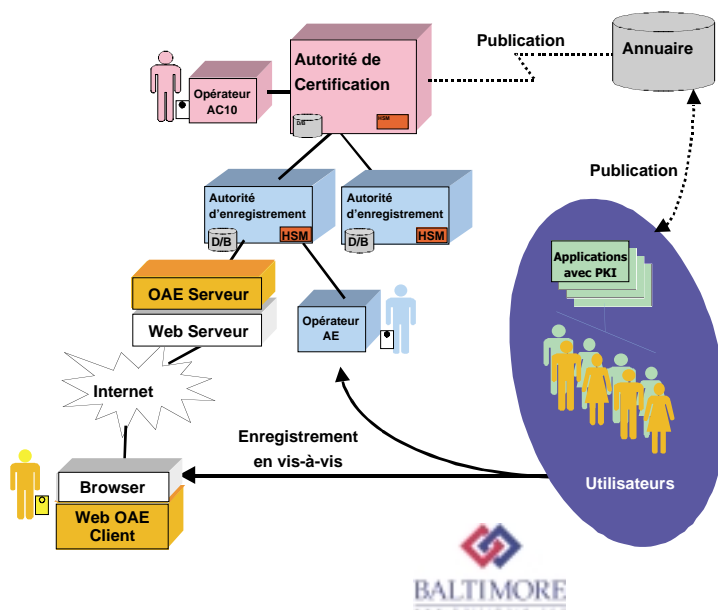 Publication
Annuaire
Autorité de
Certification
Opérateur
AC10
D/B
HSM
Publication
Autorité
d'enregistrement
D/B
HSM
Autorité
d'enregistrement
D/B
HSM
Applications
avec PKI
OAE Serveur
Web Serveur
Opérateur
AE
Internet
Enregistrement
en vis-à-vis
Browser
Web OAE
Client
Utilisateurs
BALTIMORE